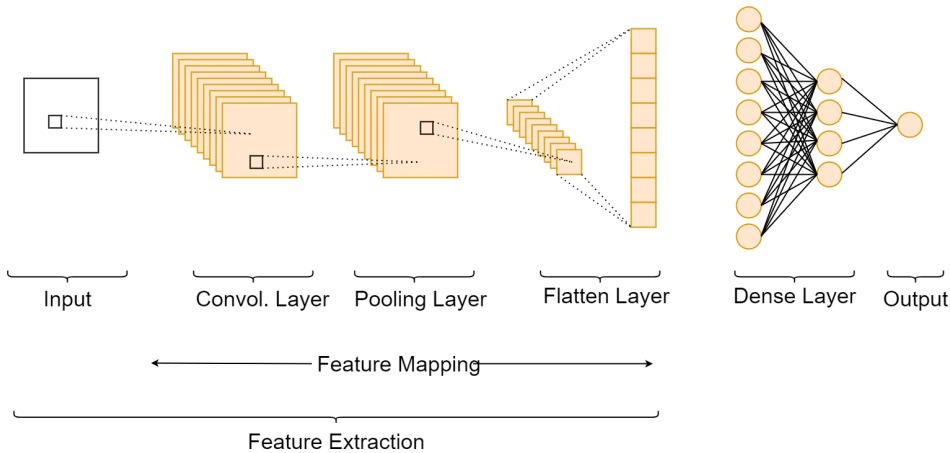 Input
Convol. Layer
Pooling Layer
Flatten Layer
Dense Layer
Output
Feature Mapping
Feature Extraction